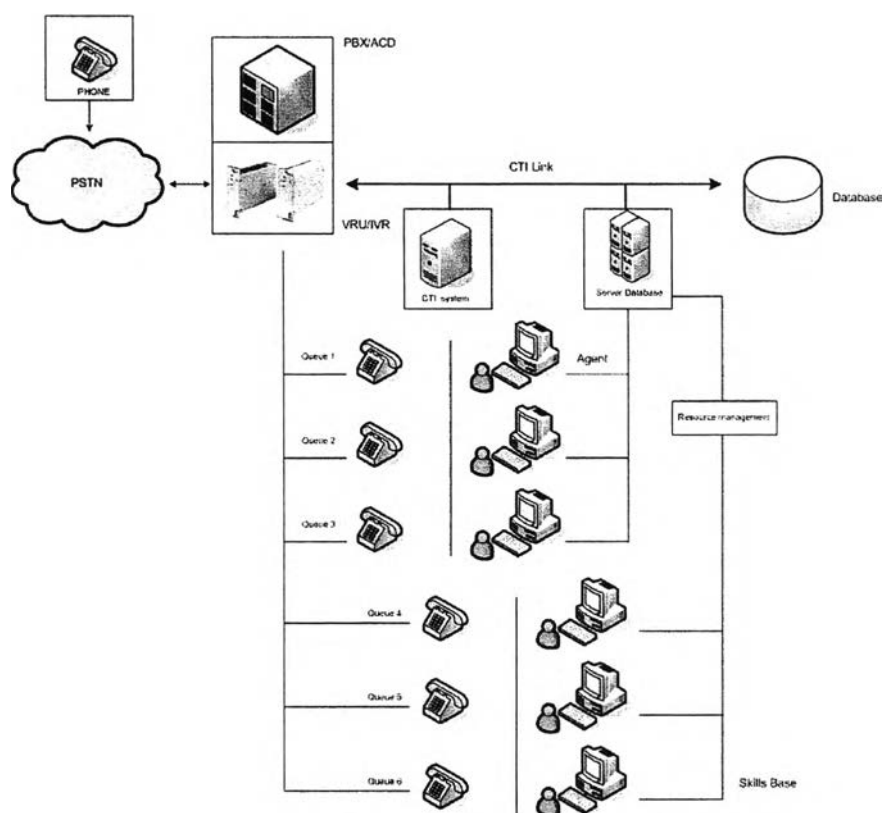 PBX/ACD
PHONE
PSTN
CTI Link
Database
VRU/IVR
CTI system
Server Database
Queue 1
Agent
Resource management
Queue 2
Queue 3
Queue 4
Queue 5
Queue 6
Skills Base